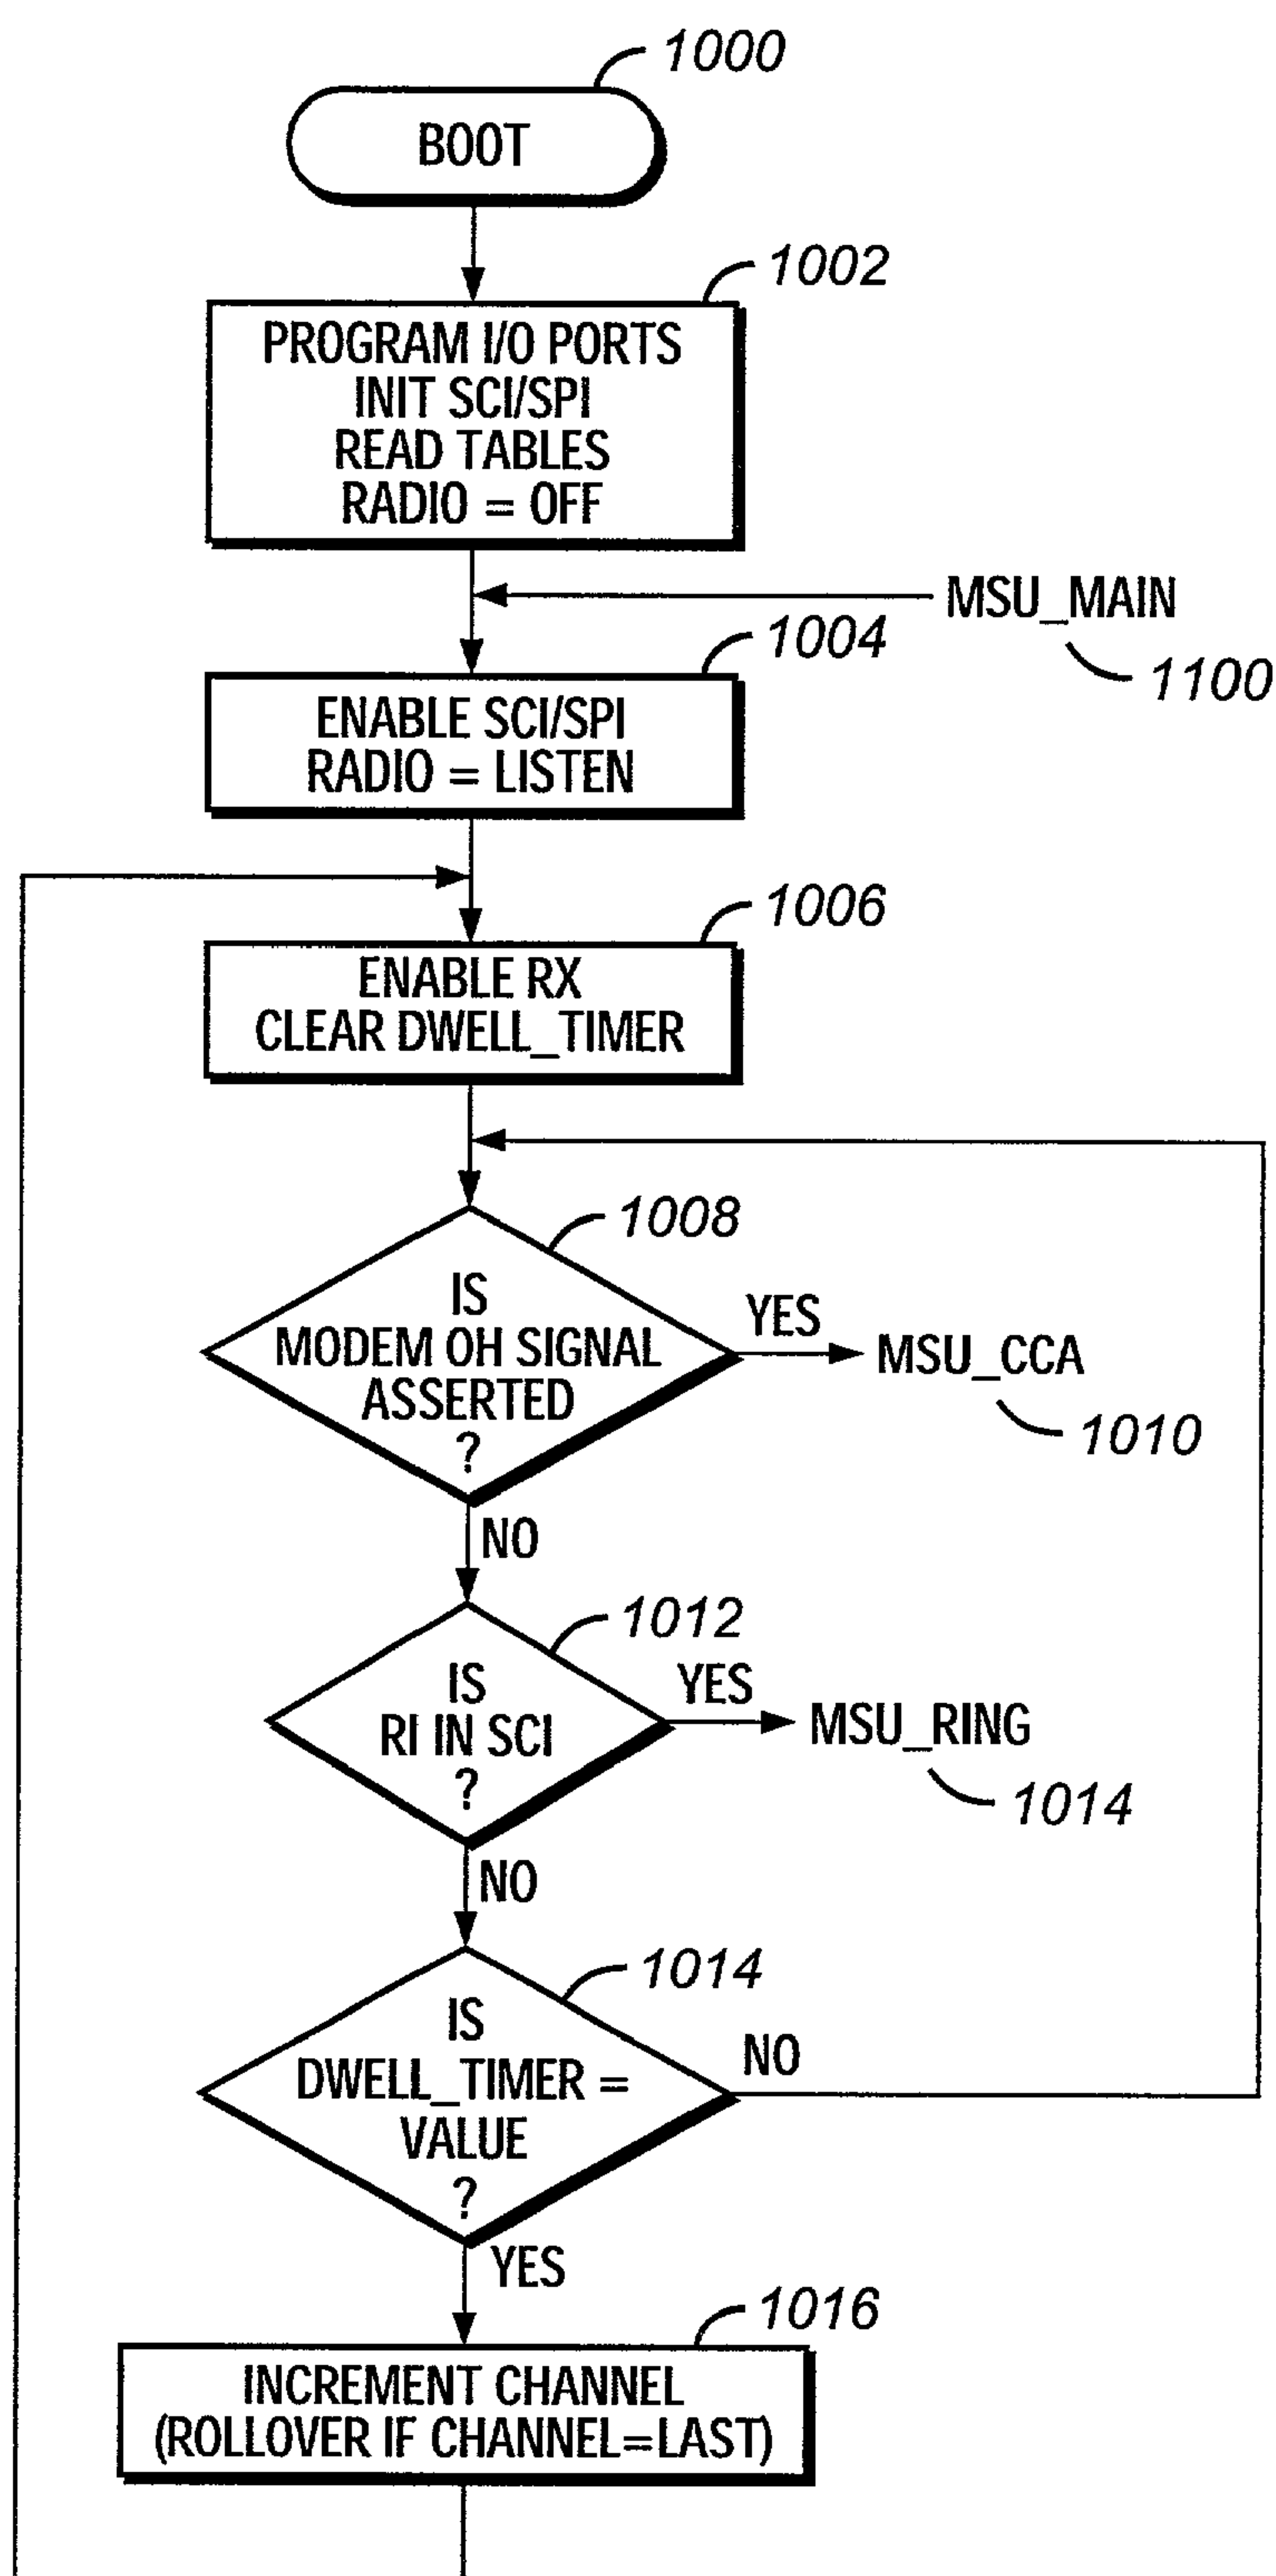 1000
BOOT
1002
PROGRAM I/O PORTS
INIT SCI/SPI
READ TABLES
RADIO = OFF
MSU_MAIN
1100
1004
ENABLE SCI/SPI
RADIO = LISTEN
1006
ENABLE RX
CLEAR DWELL_TIMER
1008
IS
MODEM OH SIGNAL
ASSERTED
?
YES
MSU_CCA
1010
NO
1012
IS
RI IN SCI
?
YES
MSU_RING
1014
NO
1014
IS
DWELL_TIMER =
VALUE
?
NO
YES
1016
INCREMENT CHANNEL
(ROLLOVER IF CHANNEL=LAST)